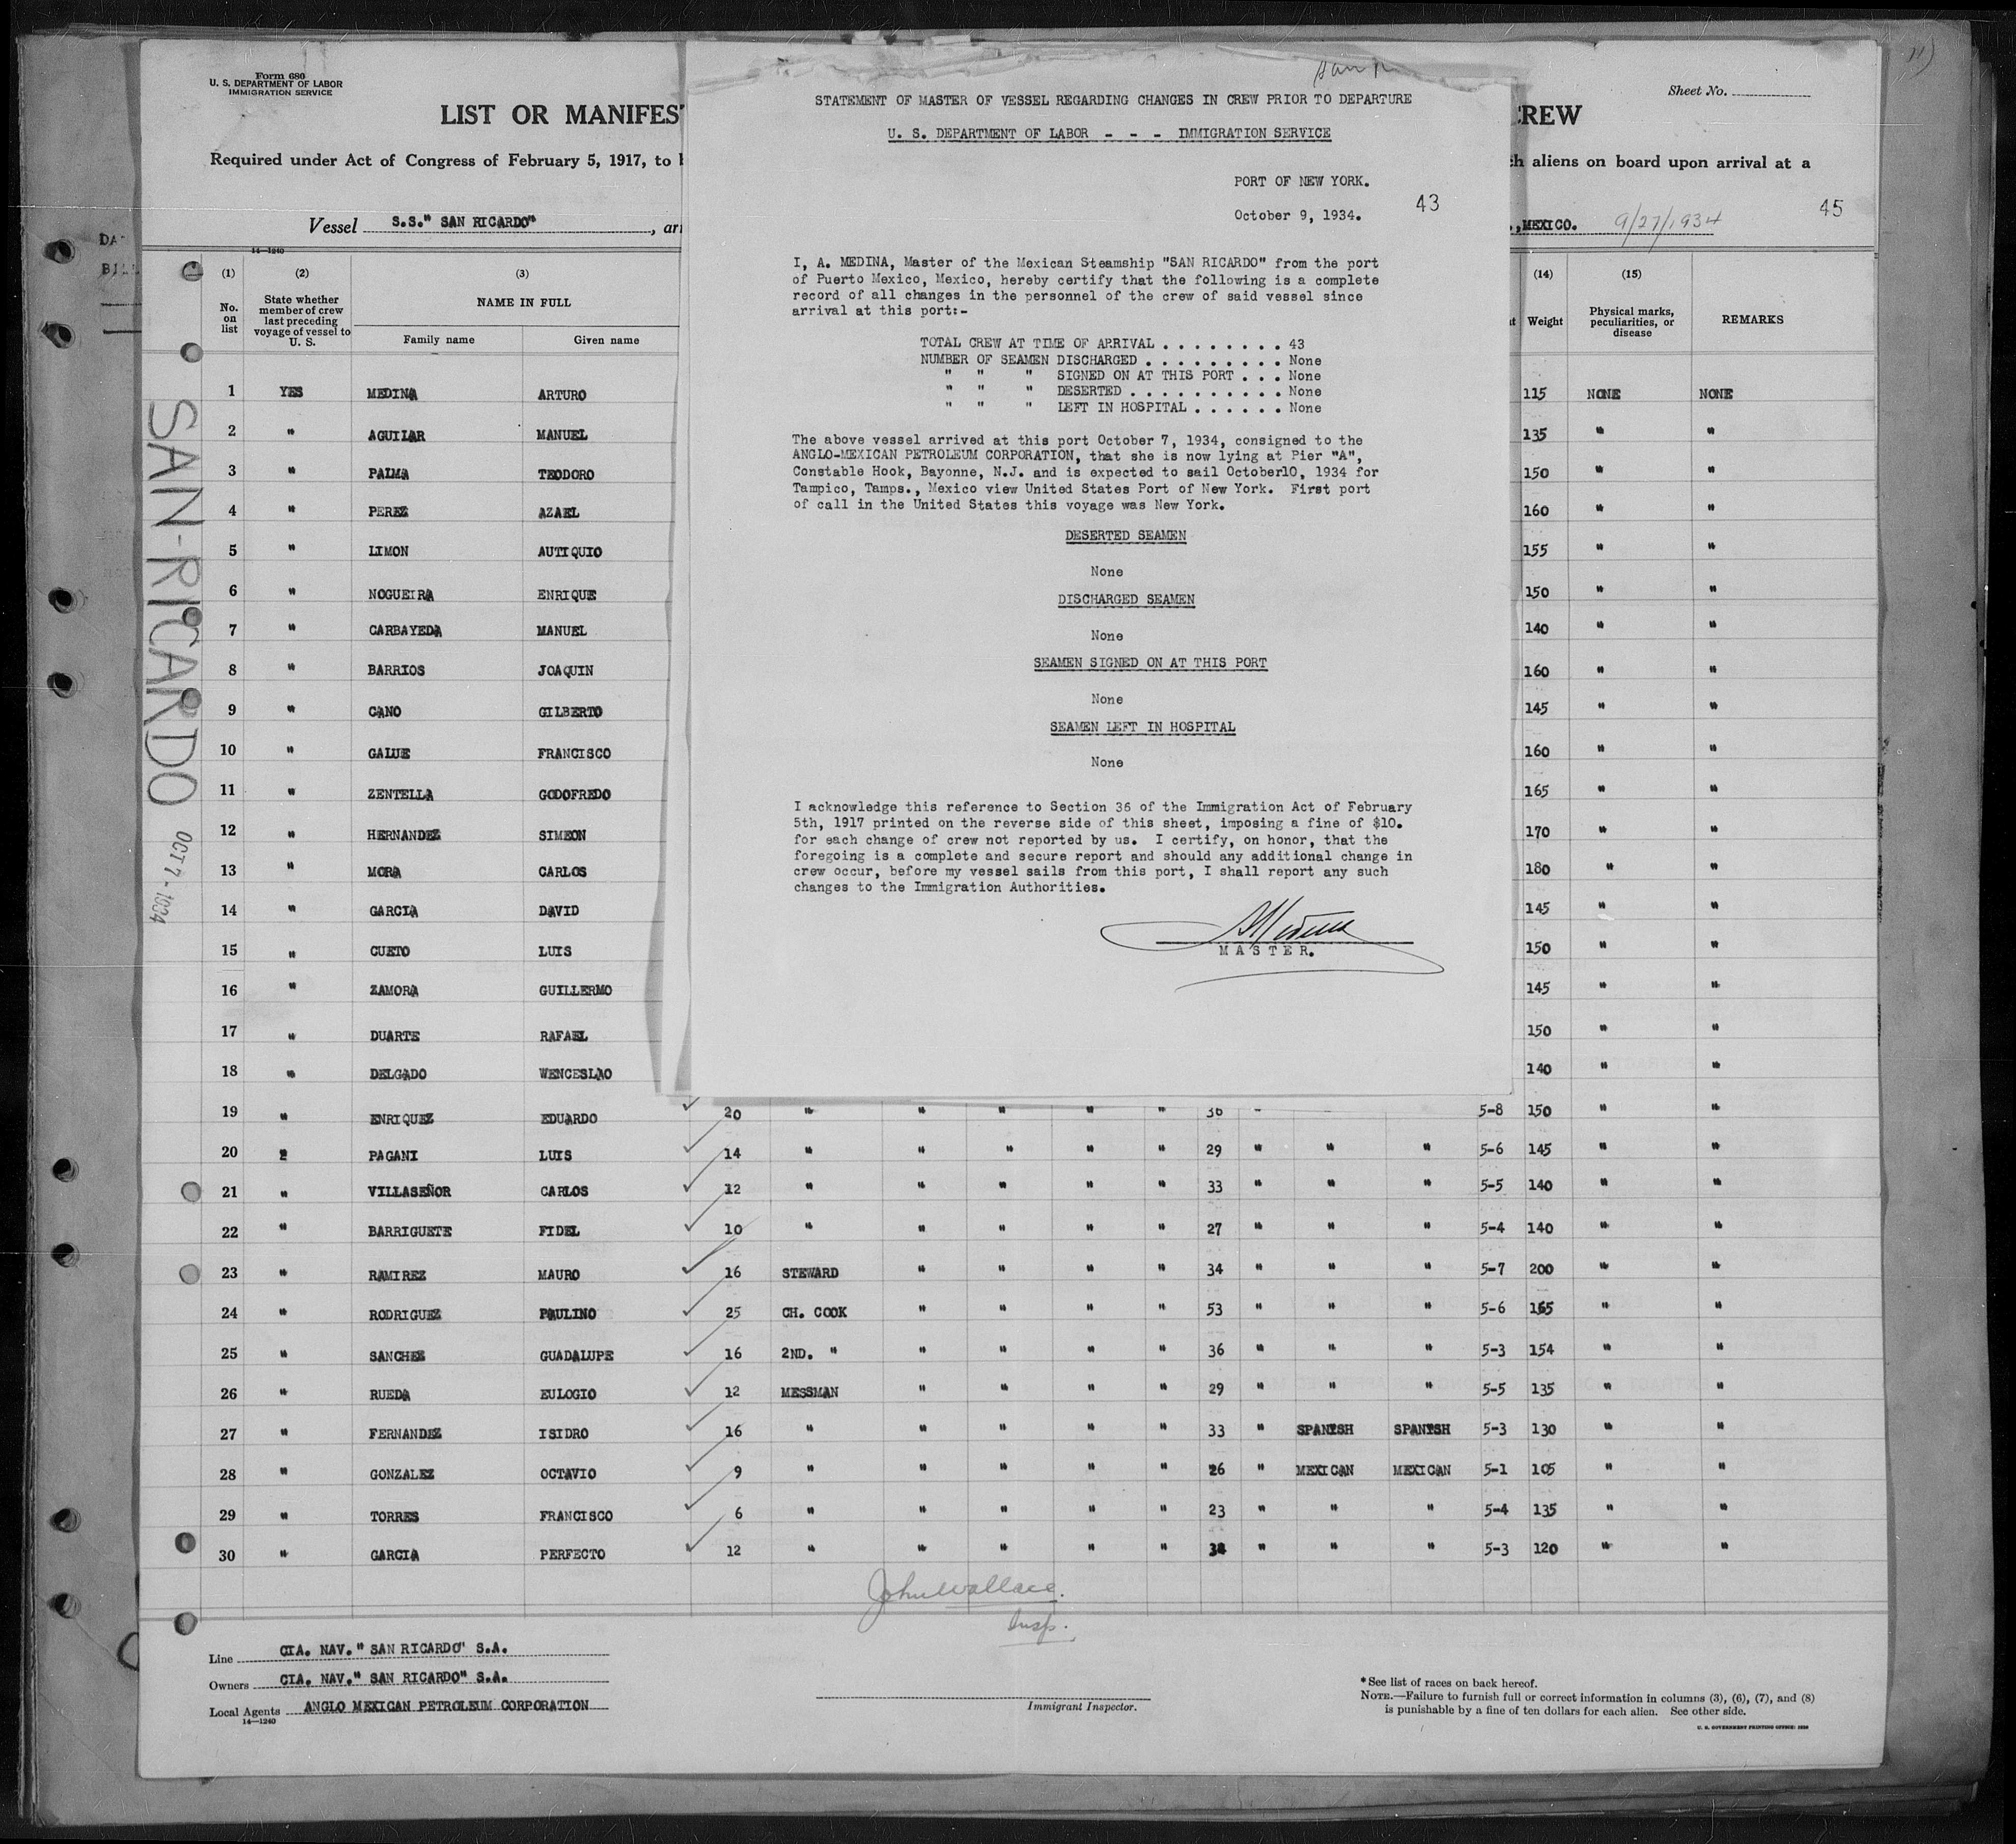 Form 680
U. S. DEPARTMENT OF LABOR
IMMIGRATION SERVICE
LIST OR MANIFES
CREW
Sheet No.
Required under Act of Congress of February 5, 1917, to
aliens on board upon arrival at a
Vessel S.S." SAN RICARDO"
,MEXICO. 9/27/1934
45
14—1240
STATEMENT OF MASTER OF VESSEL REGARDING CHANGES IN CREW PRIOR TO DEPARTURE
U. S. DEPARTMENT OF LABOR - - - IMMIGRATION SERVICE
PORT OF NEW YORK.
43
October 9, 1934.
I, A. MEDINA, Master of the Mexican Steamship "SAN RICARDO" from the port
of Puerto Mexico, Mexico, hereby certify that the following is a complete
record of all changes in the personnel of the crew of said vessel since
arrival at this port:-
TOTAL CREW AT TIME OF ARRIVAL . . . . . . . . 43
NUMBER OF SEAMEN DISCHARGED . . . . . . . . . None
" " " SIGNED ON AT THIS PORT . . . None
" " " DESERTED . . . . . . . . . . None
" " " LEFT IN HOSPITAL . . . . . . None
The above vessel arrived at this port October 7, 1934, consigned to the
ANGLO-MEXICAN PETROLEUM CORPORATION, that she is now lying at Pier "A",
Constable Hook, Bayonne, N.J. and is expected to sail October10, 1934 for
Tampico, Tamps., Mexico view United States Port of New York. First port
of call in the United States this voyage was New York.
DESERTED SEAMEN
None
DISCHARGED SEAMEN
None
SEAMEN SIGNED ON AT THIS PORT
None
SEAMEN LEFT IN HOSPITAL
None
I acknowledge this reference to Section 36 of the Immigration Act of February
5th, 1917 printed on the reverse side of this sheet, imposing a fine of $10.
for each change of crew not reported by us. I certify, on honor, that the
foregoing is a complete and secure report and should any additional change in
crew occur, before my vessel sails from this port, I shall report any such
changes to the Immigration Authorities.
AMedina
MASTER.
SAN-RICARDO OCT 7-1934
(1) (2) (3) (14) (15)
No. on list
State whether member of crew last preceding voyage of vessel to U. S.
NAME IN FULL
Family name Given name
Weight
Physical marks, peculiarities, or disease
REMARKS
1 YES MEDINA ARTURO 115 NONE NONE
2 " AGUILAR MANUEL 135 " "
3 " PALMA TEODORO 150 " "
4 " PEREZ AZAEL 160 " "
5 " LIMON AUTIQUIO 155 " "
6 " NOGUEIRA ENRIQUE 150 " "
7 " CARBAYEDA MANUEL 140 " "
8 " BARRIOS JOAQUIN 160 " "
9 " CANO GILBERTO 145 " "
10 " GALUE FRANCISCO 160 " "
11 " ZENTELLA GODOFREDO 165 " "
12 " HERNANDEZ SIMEON 170 " "
13 " MORA CARLOS 180 " "
14 " GARCIA DAVID 145 " "
15 " CUETO LUIS 150 " "
16 " ZAMORA GUILLERMO 145 " "
17 " DUARTE RAFAEL 150 " "
18 " DELGADO WENCESLAO 140 " "
19 " ENRIQUEZ EDUARDO 20 " " " " " 36 5-8 150 " "
20 " PAGANI LUIS 14 " " " " " 29 " " " 5-6 145 " "
21 " VILLASEÑOR CARLOS 12 " " " " " 33 " " " 5-5 140 " "
22 " BARRIGUETE FIDEL 10 " " " " " 27 " " " 5-4 140 " "
23 " RAMIREZ MAURO 16 STEWARD " " " " 34 " " " 5-7 200 " "
24 " RODRIGUEZ PAULINO 25 CH. COOK " " " " 53 " " " 5-6 165 " "
25 " SANCHEZ GUADALUPE 16 2ND. " " " " " 36 " " " 5-3 154 " "
26 " RUEDA EULOGIO 12 MESSMAN " " " " 29 " " " 5-5 135 " "
27 " FERNANDEZ ISIDRO 16 " " " " " 33 " SPANISH SPANISH 5-3 130 " "
28 " GONZALEZ OCTAVIO 9 " " " " " 26 " MEXICAN MEXICAN 5-1 105 " "
29 " TORRES FRANCISCO 6 " " " " " 23 " " " 5-4 135 " "
30 " GARCIA PERFECTO 12 " " " " " " " " 5-3 120 " "
John Wallace.
Insp.
Line CIA. NAV." SAN RICARDO" S.A.
Owners CIA. NAV." SAN RICARDO" S.A.
Local Agents ANGLO MEXICAN PETROLEUM CORPORATION
14—1240
Immigrant Inspector.
*See list of races on back hereof.
NOTE.—Failure to furnish full or correct information in columns (3), (6), (7), and (8)
is punishable by a fine of ten dollars for each alien. See other side.
U. S. GOVERNMENT PRINTING OFFICE: